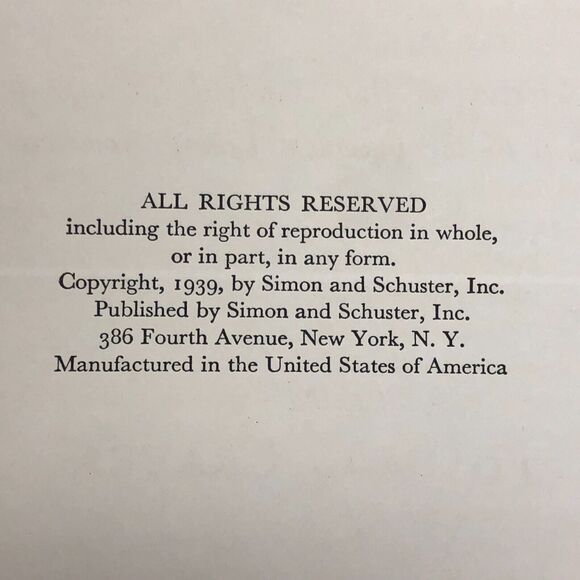 ALL RIGHTS RESERVED
including the right of reproduction in whole,
or in part, in any form.
Copyright, 1939, by Simon and Schuster, Inc.
Published by Simon and Schuster, Inc.
386 Fourth Avenue, New York, N. Y.
Manufactured in the United States of America